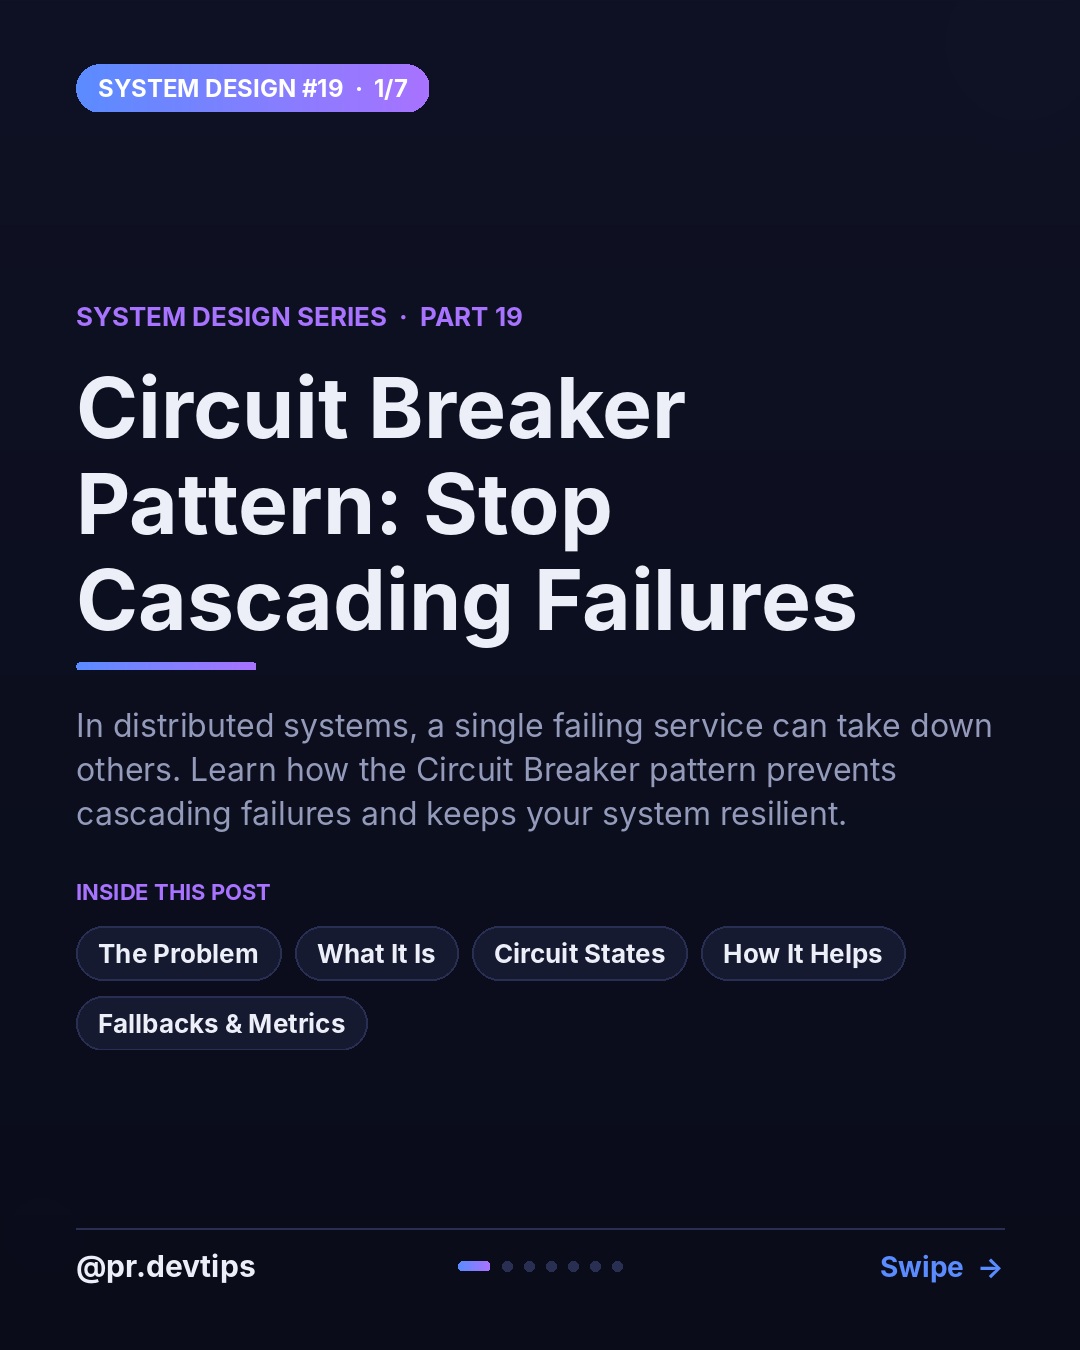 SYSTEM DESIGN #19 · 1/7
SYSTEM DESIGN SERIES · PART 19
Circuit Breaker
Pattern: Stop
Cascading Failures
In distributed systems, a single failing service can take down
others. Learn how the Circuit Breaker pattern prevents
cascading failures and keeps your system resilient.
INSIDE THIS POST
The Problem What It Is Circuit States How It Helps
Fallbacks & Metrics
@pr.devtips Swipe →